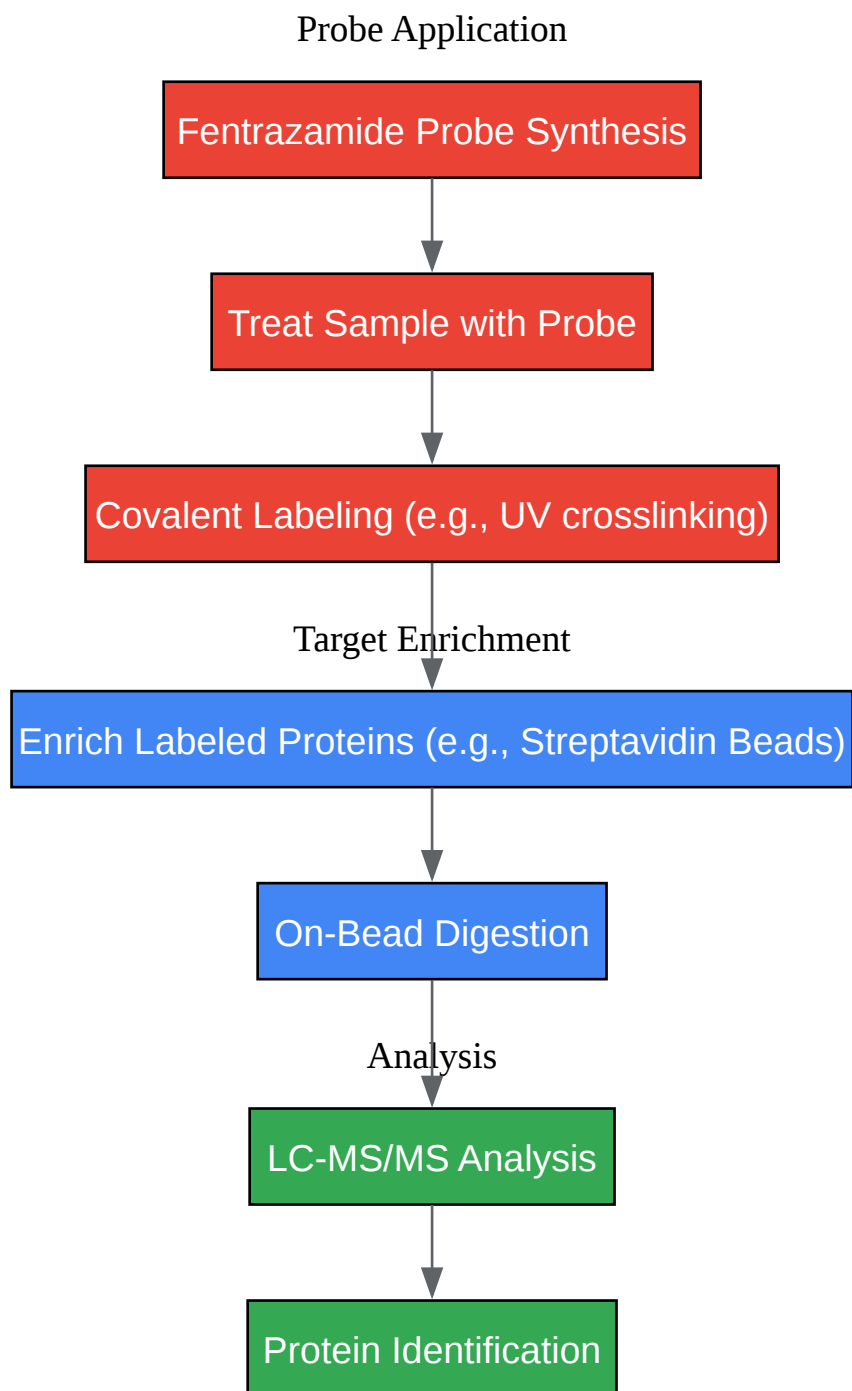 Probe Application
Fentrazamide Probe Synthesis
Treat Sample with Probe
Covalent Labeling (e.g., UV crosslinking)
Target Enrichment
Enrich Labeled Proteins (e.g., Streptavidin Beads)
On-Bead Digestion
Analysis
LC-MS/MS Analysis
Protein Identification